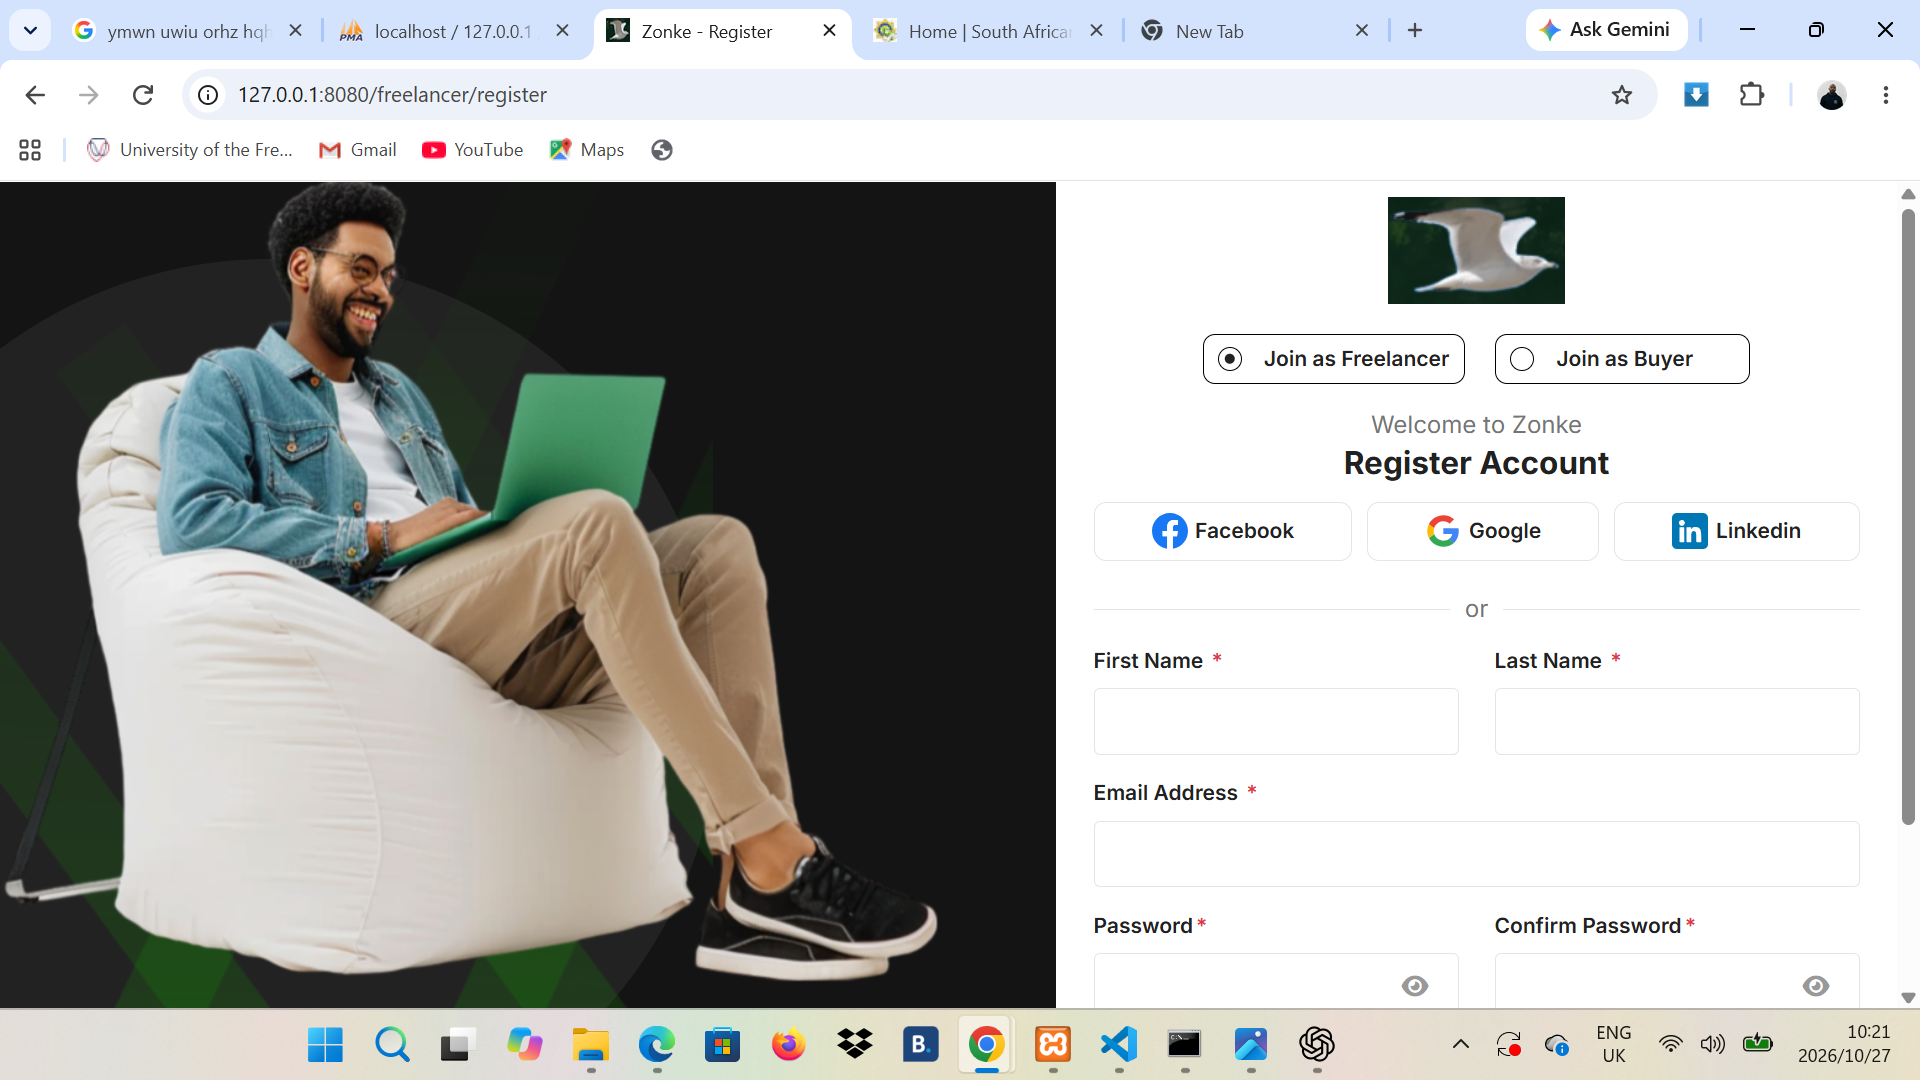 ymwn uwiu orhz hqh
PMA
localhost / 127.0.0.1
Zonke - Register
Home | South Africa
New Tab
Ask Gemini
127.0.0.1:8080/freelancer/register
University of the Fre...
Gmail
YouTube
Maps
Join as Freelancer
Join as Buyer
Welcome to Zonke
Register Account
Facebook
Google
in Linkedin
or
First Name *
Last Name *
Email Address *
Password *
Confirm Password *
B.
ENG
UK
10:21
2026/10/27